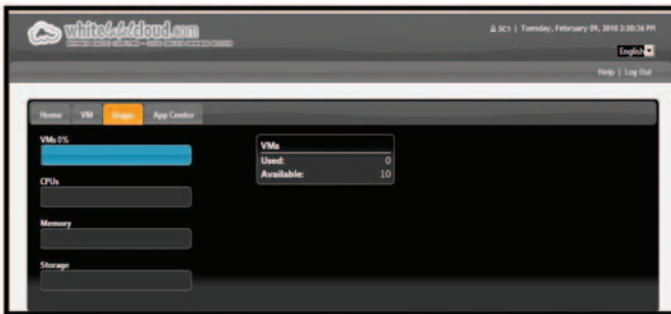 whitelabelcloud.com
SC1 | Tuesday, February 09, 2010 2:20:36 PM
English
Help | Log Out
Home VM Usage App Center
VMs 0%
CPUs
Memory
Storage
VMs
Used: 0
Available: 10